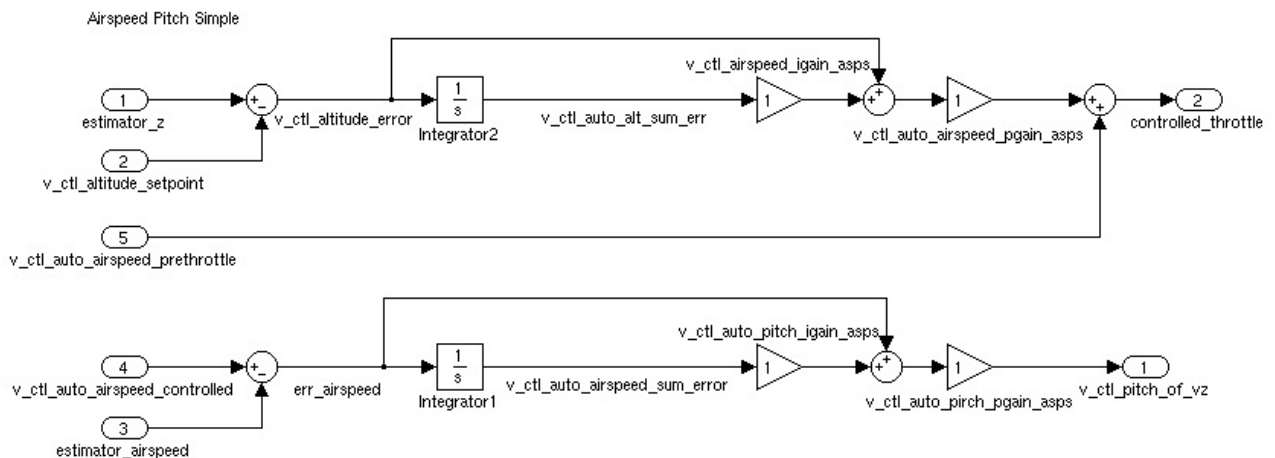 Airspeed Pitch Simple
v_ctl_airspeed_igain_asps
1
estimator_z
+
−
v_ctl_altitude_error
1
s
Integrator2
v_ctl_auto_alt_sum_err
1
+
+
1
v_ctl_auto_airspeed_pgain_asps
+
+
2
controlled_throttle
2
v_ctl_altitude_setpoint
5
v_ctl_auto_airspeed_prethrottle
v_ctl_auto_pitch_igain_asps
4
v_ctl_auto_airspeed_controlled
+
−
err_airspeed
1
s
Integrator1
v_ctl_auto_airspeed_sum_error
1
+
+
1
v_ctl_auto_pirch_pgain_asps
1
v_ctl_pitch_of_vz
3
estimator_airspeed